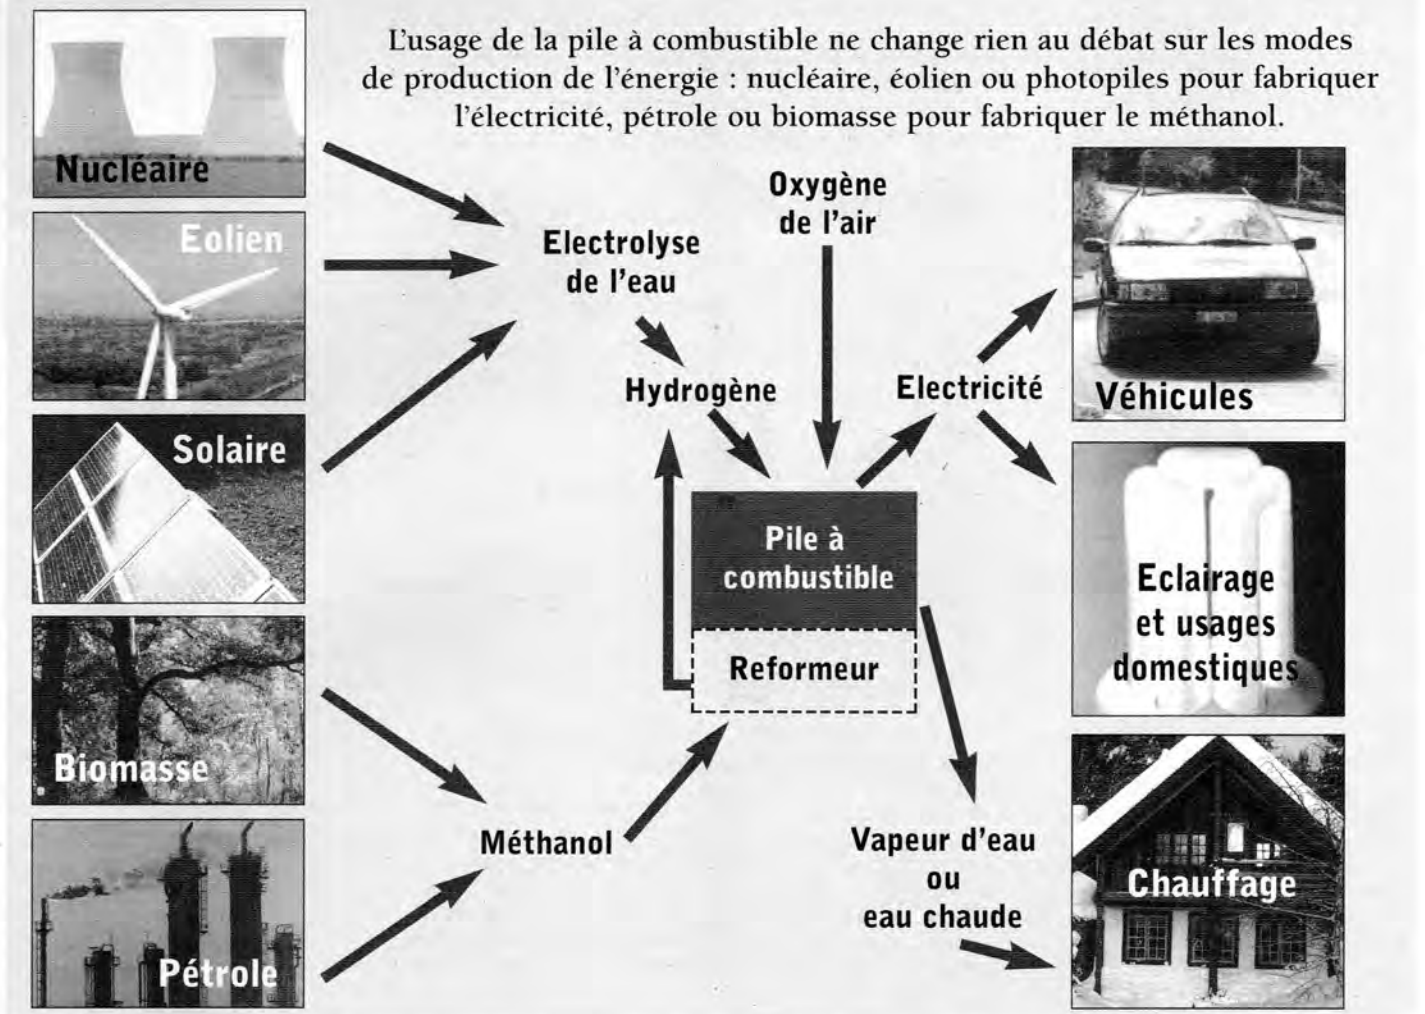 L'usage de la pile à combustible ne change rien au débat sur les modes
de production de l'énergie : nucléaire, éolien ou photopiles pour fabriquer
l'électricité, pétrole ou biomasse pour fabriquer le méthanol.
Nucléaire
Eolien
Solaire
Biomasse
Pétrole
Electrolyse
de l'eau
Hydrogène
Oxygène
de l'air
Méthanol
Pile à
combustible
Reformeur
Electricité
Vapeur d'eau
ou
eau chaude
Véhicules
Eclairage
et usages
domestiques
Chauffage